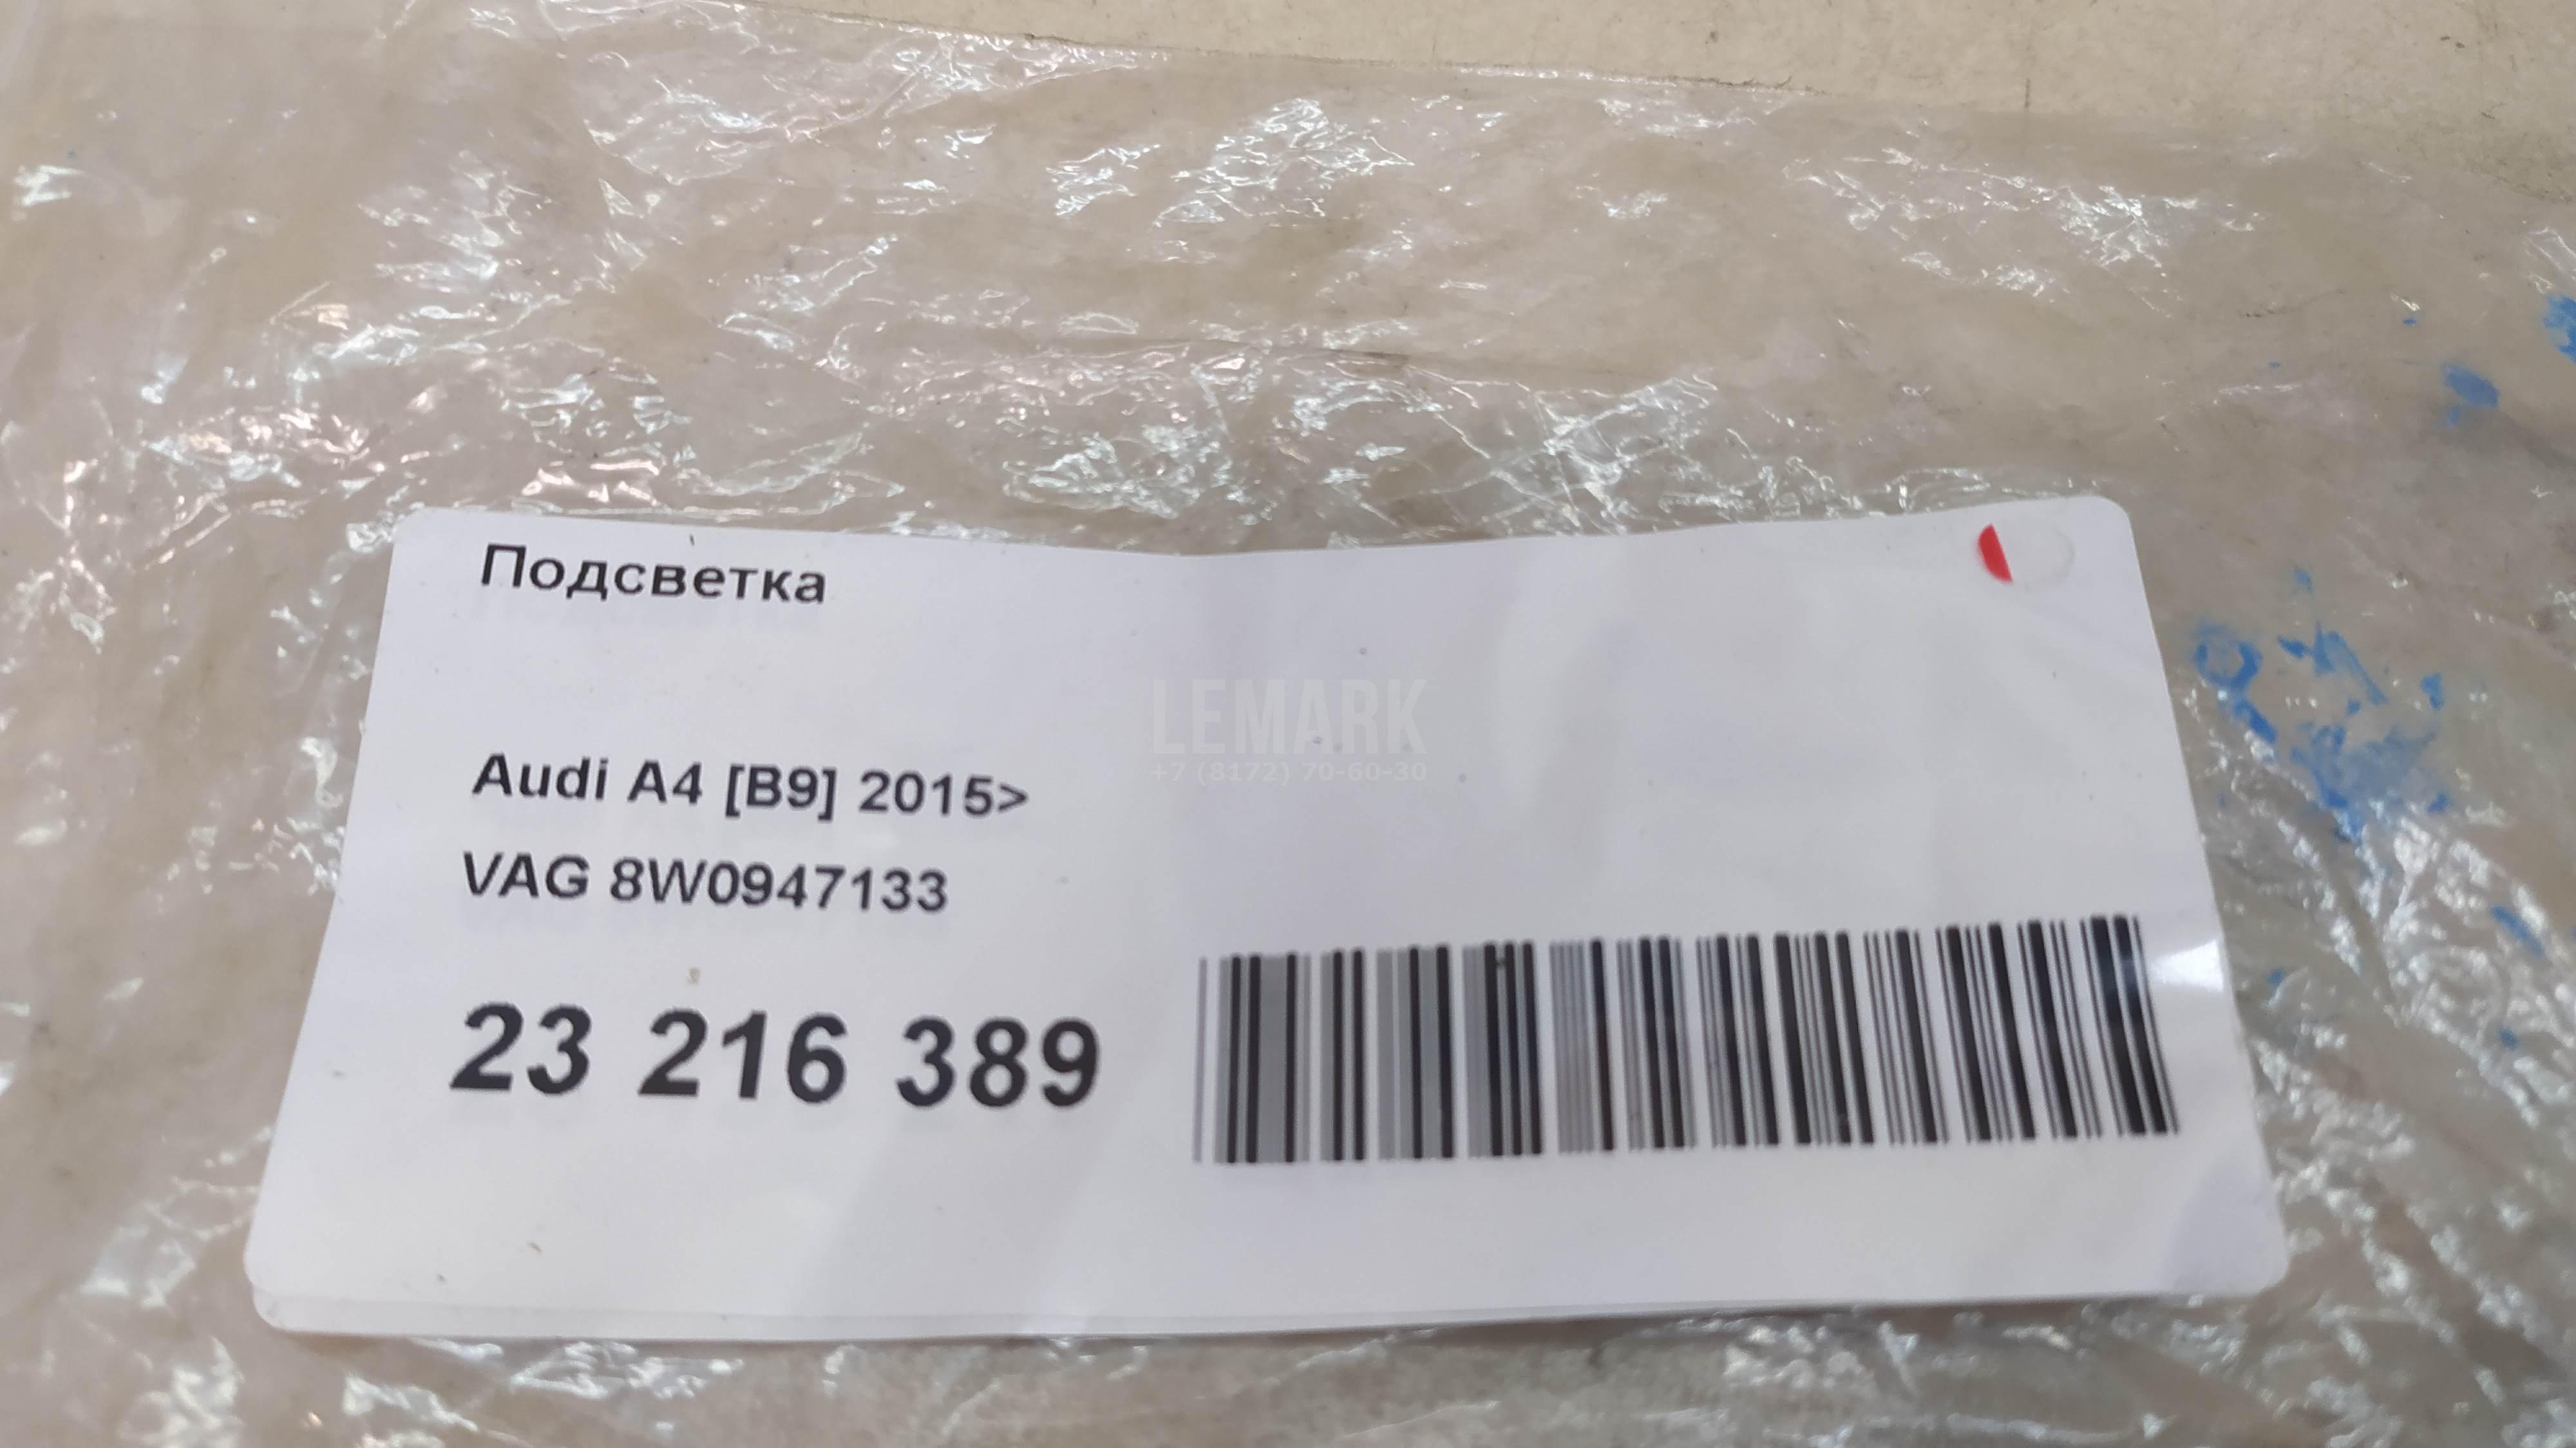 Подсветка
LEMARK
+7 (8172) 70-60-30
Audi A4 [B9] 2015>
VAG 8W0947133
23 216 389